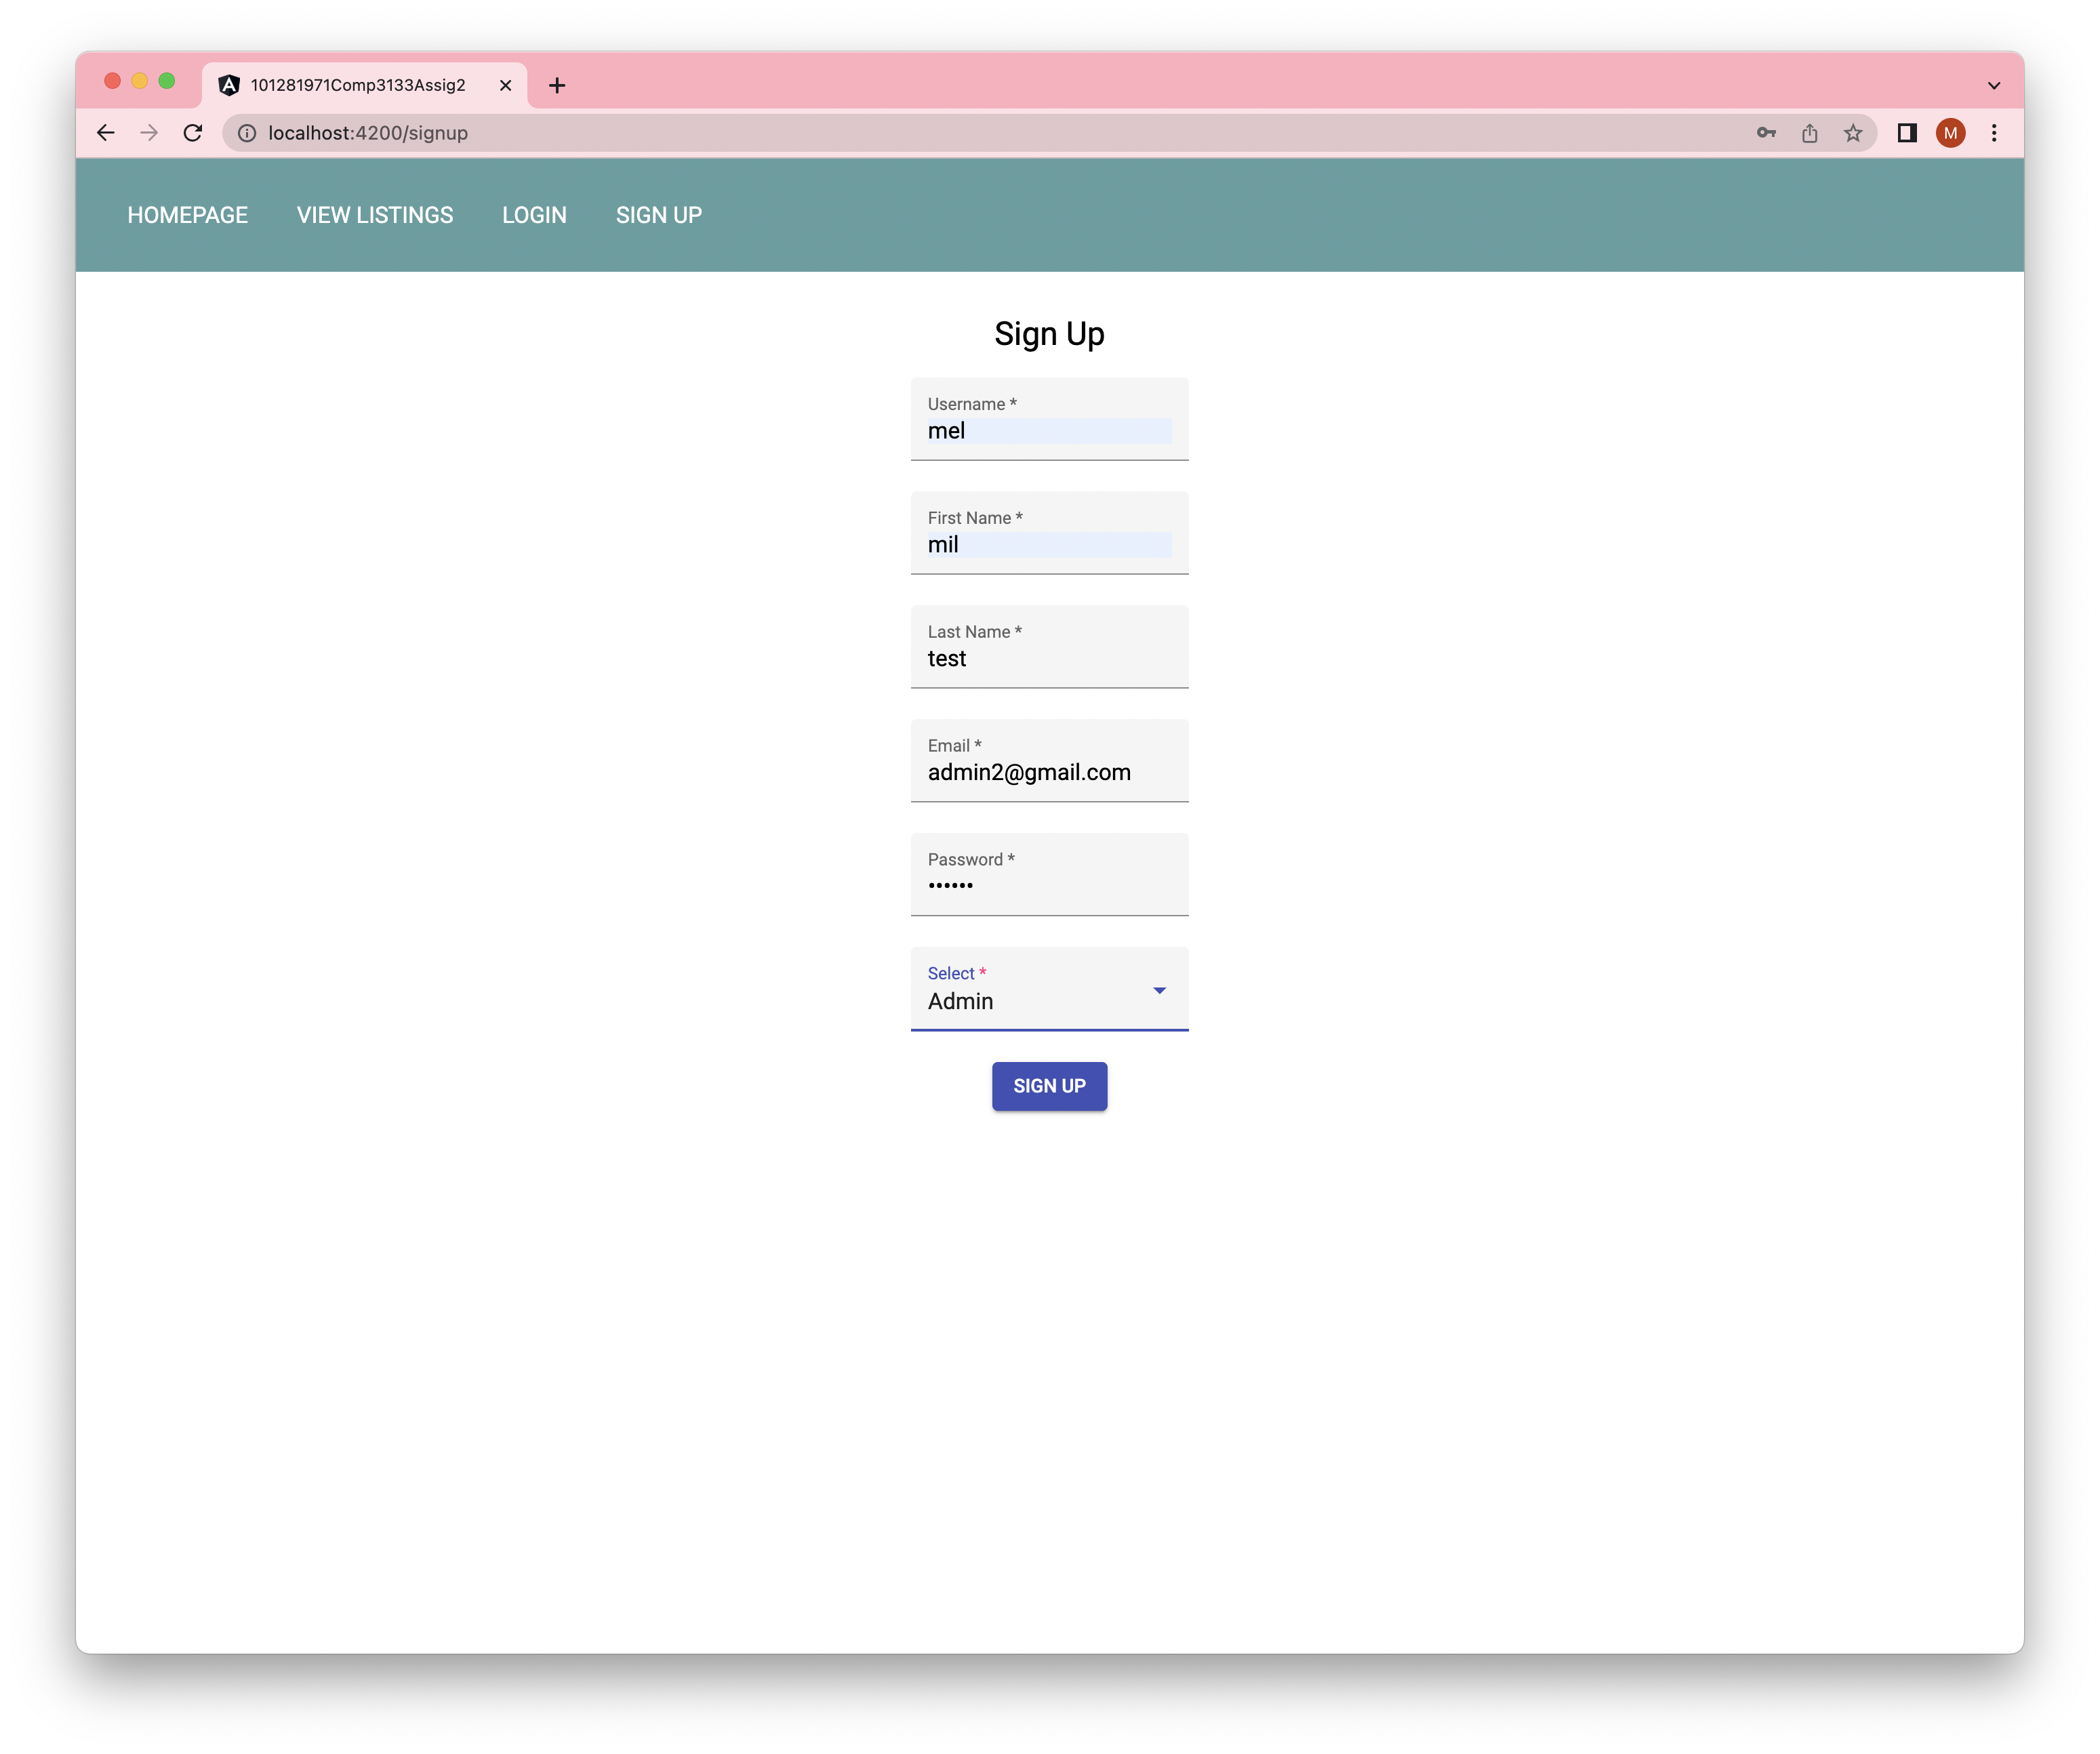 101281971Comp3133Assig2
localhost:4200/signup
M
HOMEPAGE VIEW LISTINGS LOGIN SIGN UP
Sign Up
Username *
mel
First Name *
mil
Last Name *
test
Email *
admin2@gmail.com
Password *
••••••
Select *
Admin
SIGN UP